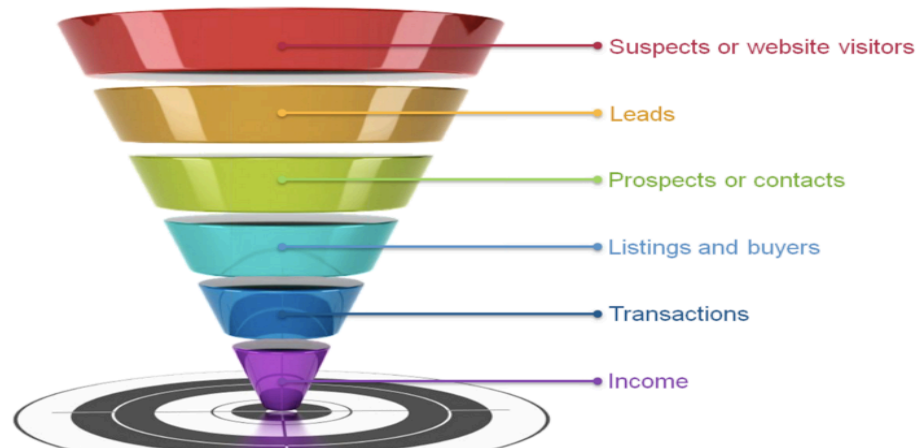 Suspects or website visitors
Leads
Prospects or contacts
Listings and buyers
Transactions
Income